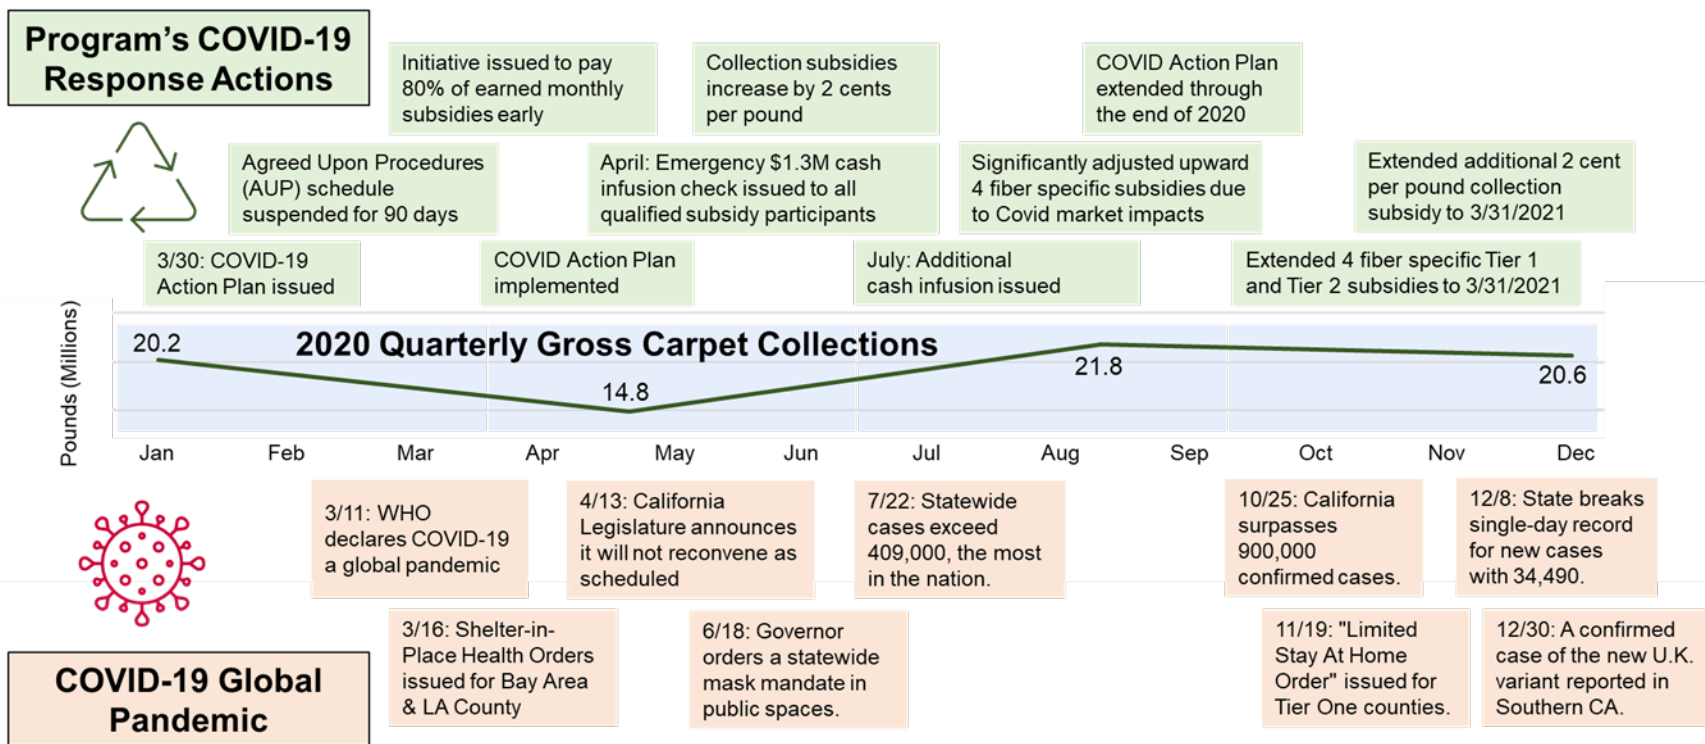 Program's COVID-19
Response Actions
Initiative issued to pay
80% of earned monthly
subsidies early
Collection subsidies
increase by 2 cents
per pound
COVID Action Plan
extended through
the end of 2020
Agreed Upon Procedures
(AUP) schedule
suspended for 90 days
April: Emergency $1.3M cash
infusion check issued to all
qualified subsidy participants
Significantly adjusted upward
4 fiber specific subsidies due
to Covid market impacts
Extended additional 2 cent
per pound collection
subsidy to 3/31/2021
3/30: COVID-19
Action Plan issued
COVID Action Plan
implemented
July: Additional
cash infusion issued
Extended 4 fiber specific Tier 1
and Tier 2 subsidies to 3/31/2021
Pounds (Millions)
2020 Quarterly Gross Carpet Collections
20.2
14.8
21.8
20.6
Jan Feb Mar Apr May Jun Jul Aug Sep Oct Nov Dec
3/11: WHO
declares COVID-19
a global pandemic
4/13: California
Legislature announces
it will not reconvene as
scheduled
7/22: Statewide
cases exceed
409,000, the most
in the nation.
10/25: California
surpasses
900,000
confirmed cases.
12/8: State breaks
single-day record
for new cases
with 34,490.
3/16: Shelter-in-
Place Health Orders
issued for Bay Area
& LA County
6/18: Governor
orders a statewide
mask mandate in
public spaces.
11/19: "Limited
Stay At Home
Order" issued for
Tier One counties.
12/30: A confirmed
case of the new U.K.
variant reported in
Southern CA.
COVID-19 Global
Pandemic